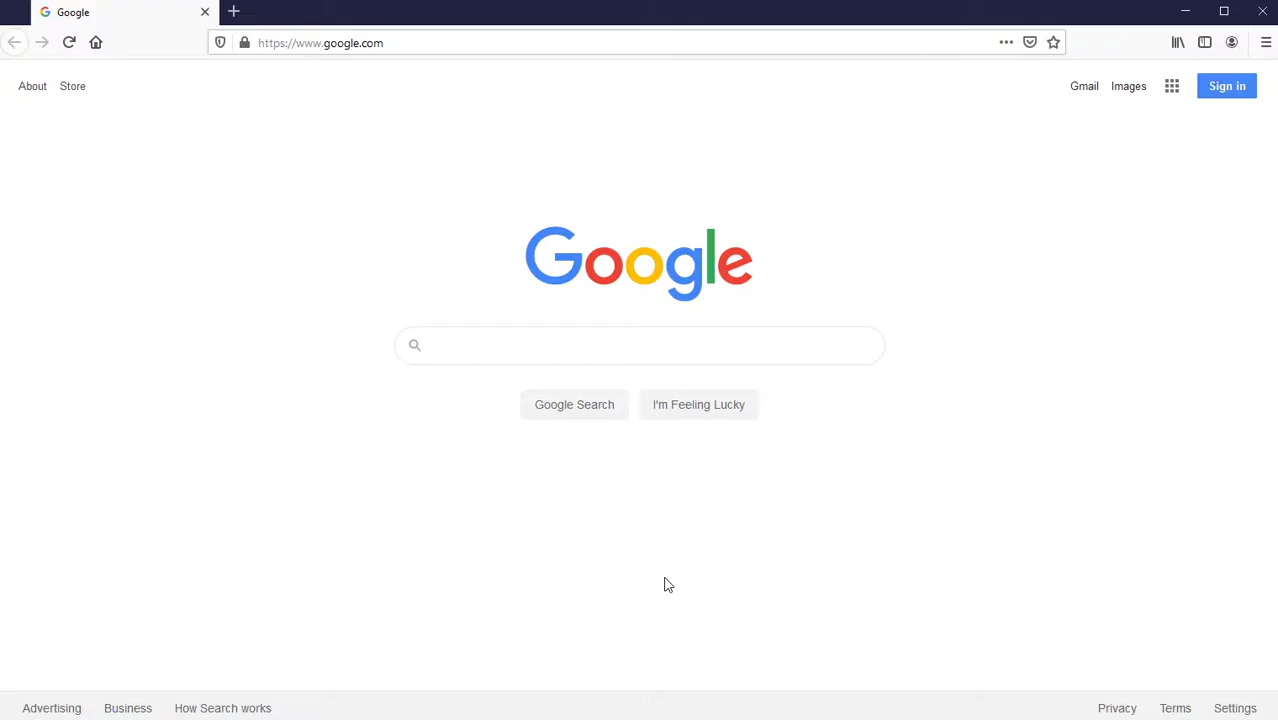 Google
https://www.google.com
About Store
Gmail Images Sign in
Google
Google Search I'm Feeling Lucky
Advertising Business How Search works
Privacy Terms Settings